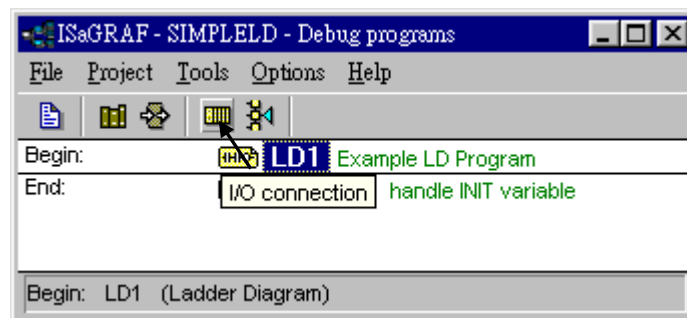 ISaGRAF - SIMPLELD - Debug programs
File Project Tools Options Help
Begin: LD1 Example LD Program
End: handle INIT variable
I/O connection
Begin: LD1 (Ladder Diagram)